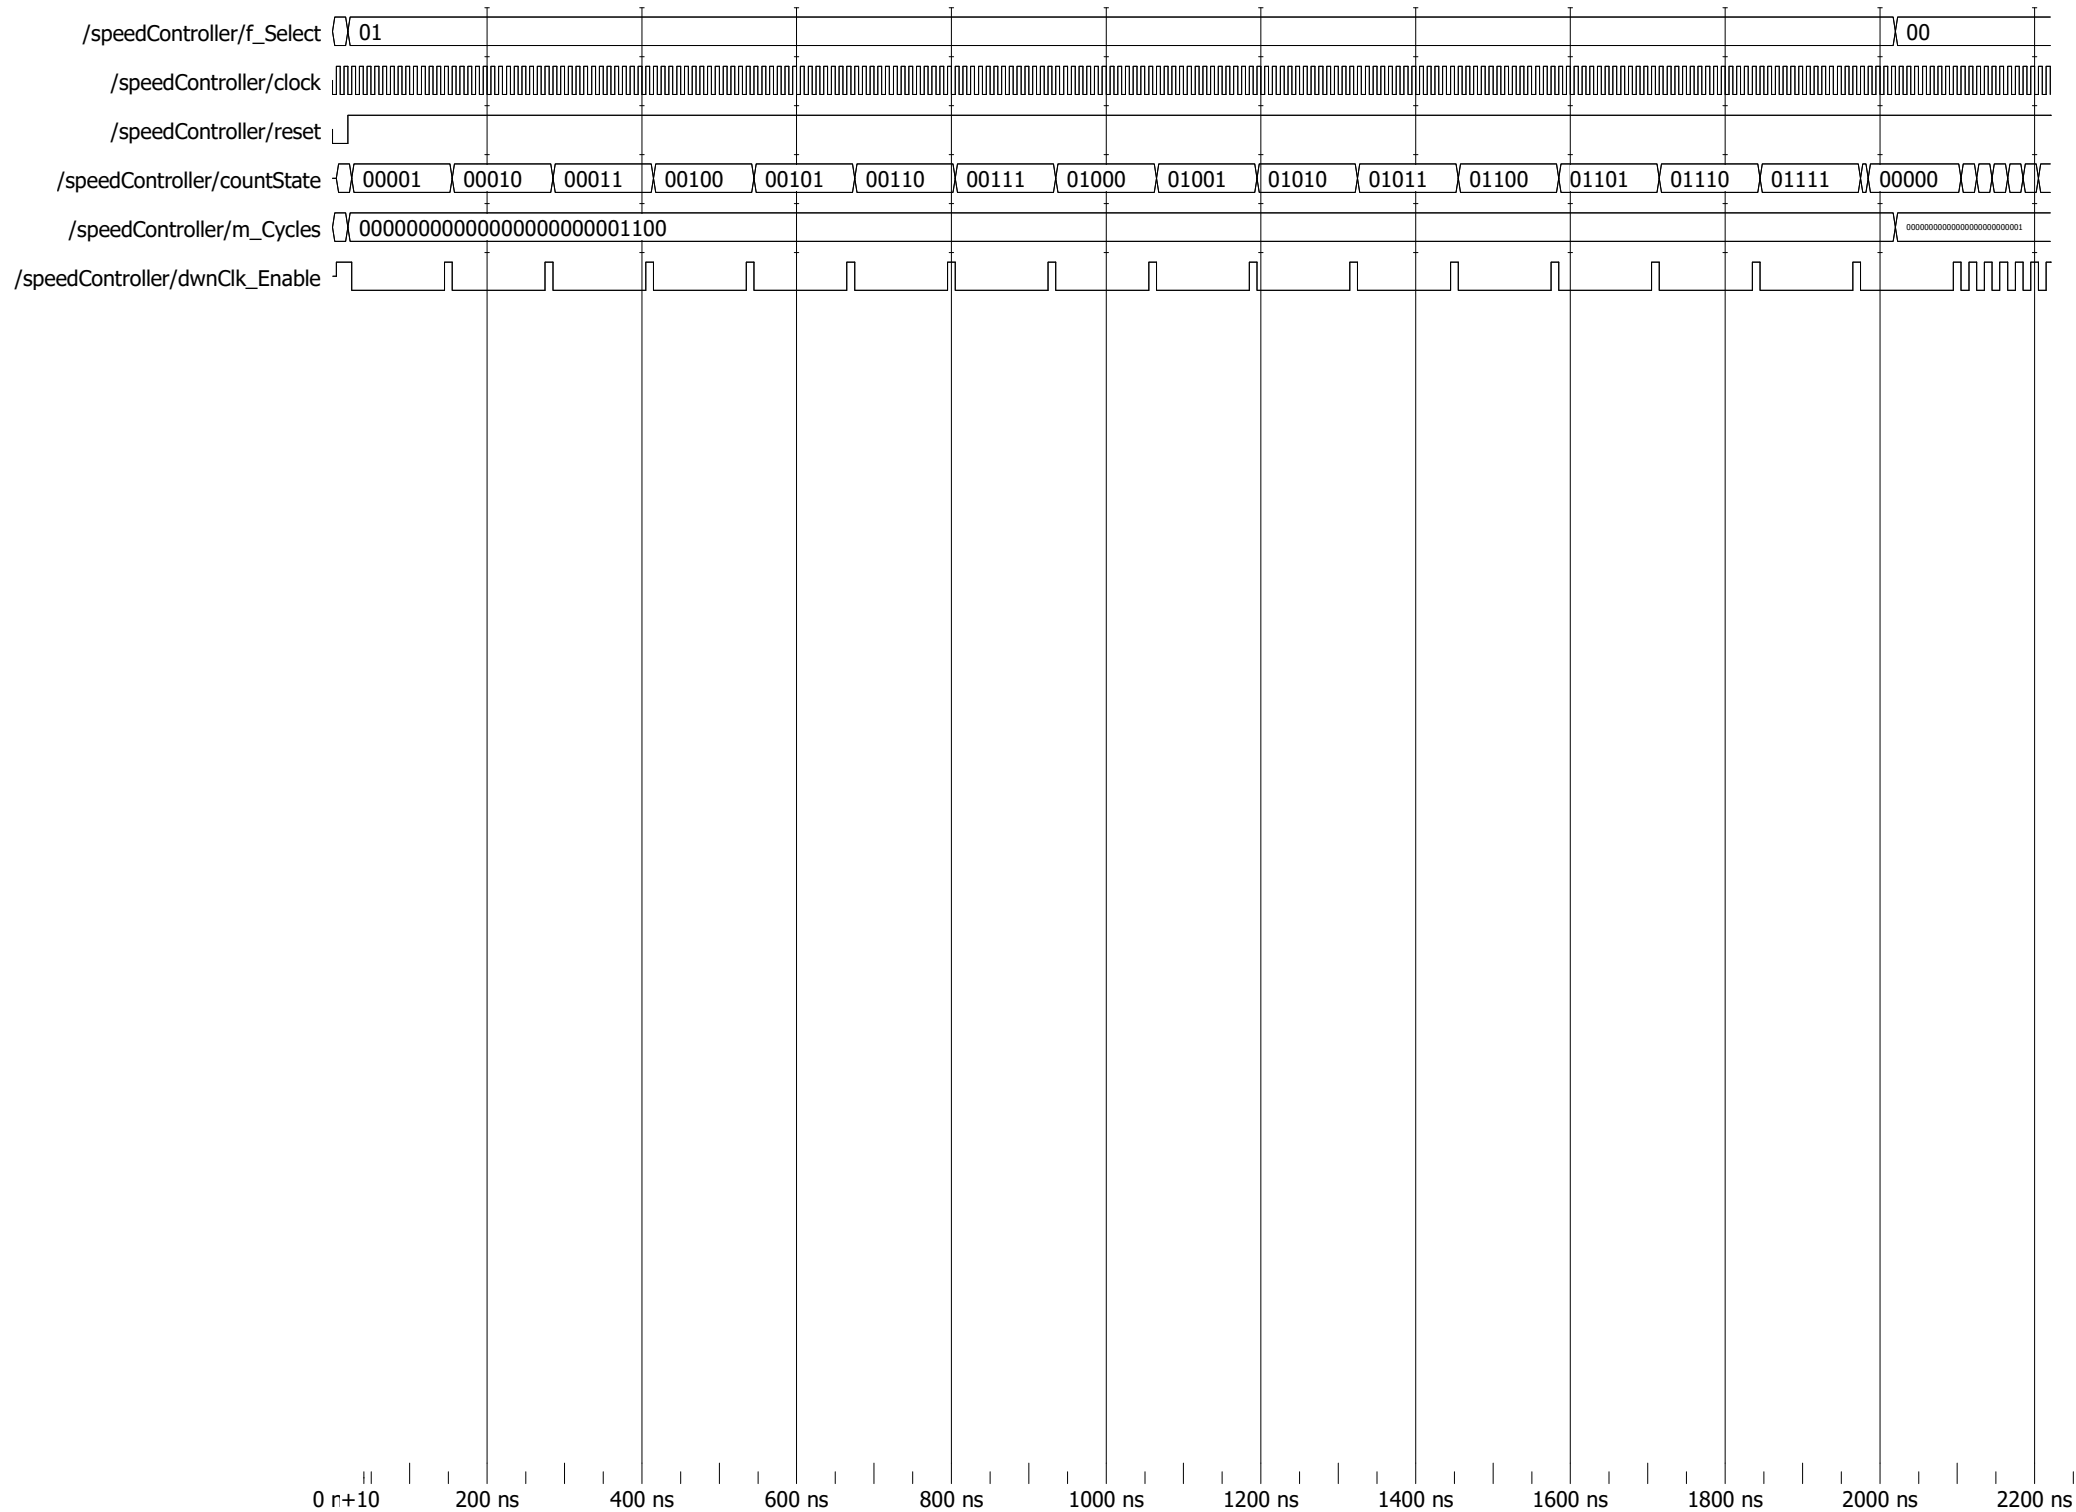 /speedController/f_Select 01 00
/speedController/clock
/speedController/reset
/speedController/countState 00001 00010 00011 00100 00101 00110 00111 01000 01001 01010 01011 01100 01101 01110 01111 00000
/speedController/m_Cycles 00000000000000000000001100 00000000000000000000000001
/speedController/dwnClk_Enable
0 n+10 200 ns 400 ns 600 ns 800 ns 1000 ns 1200 ns 1400 ns 1600 ns 1800 ns 2000 ns 2200 ns